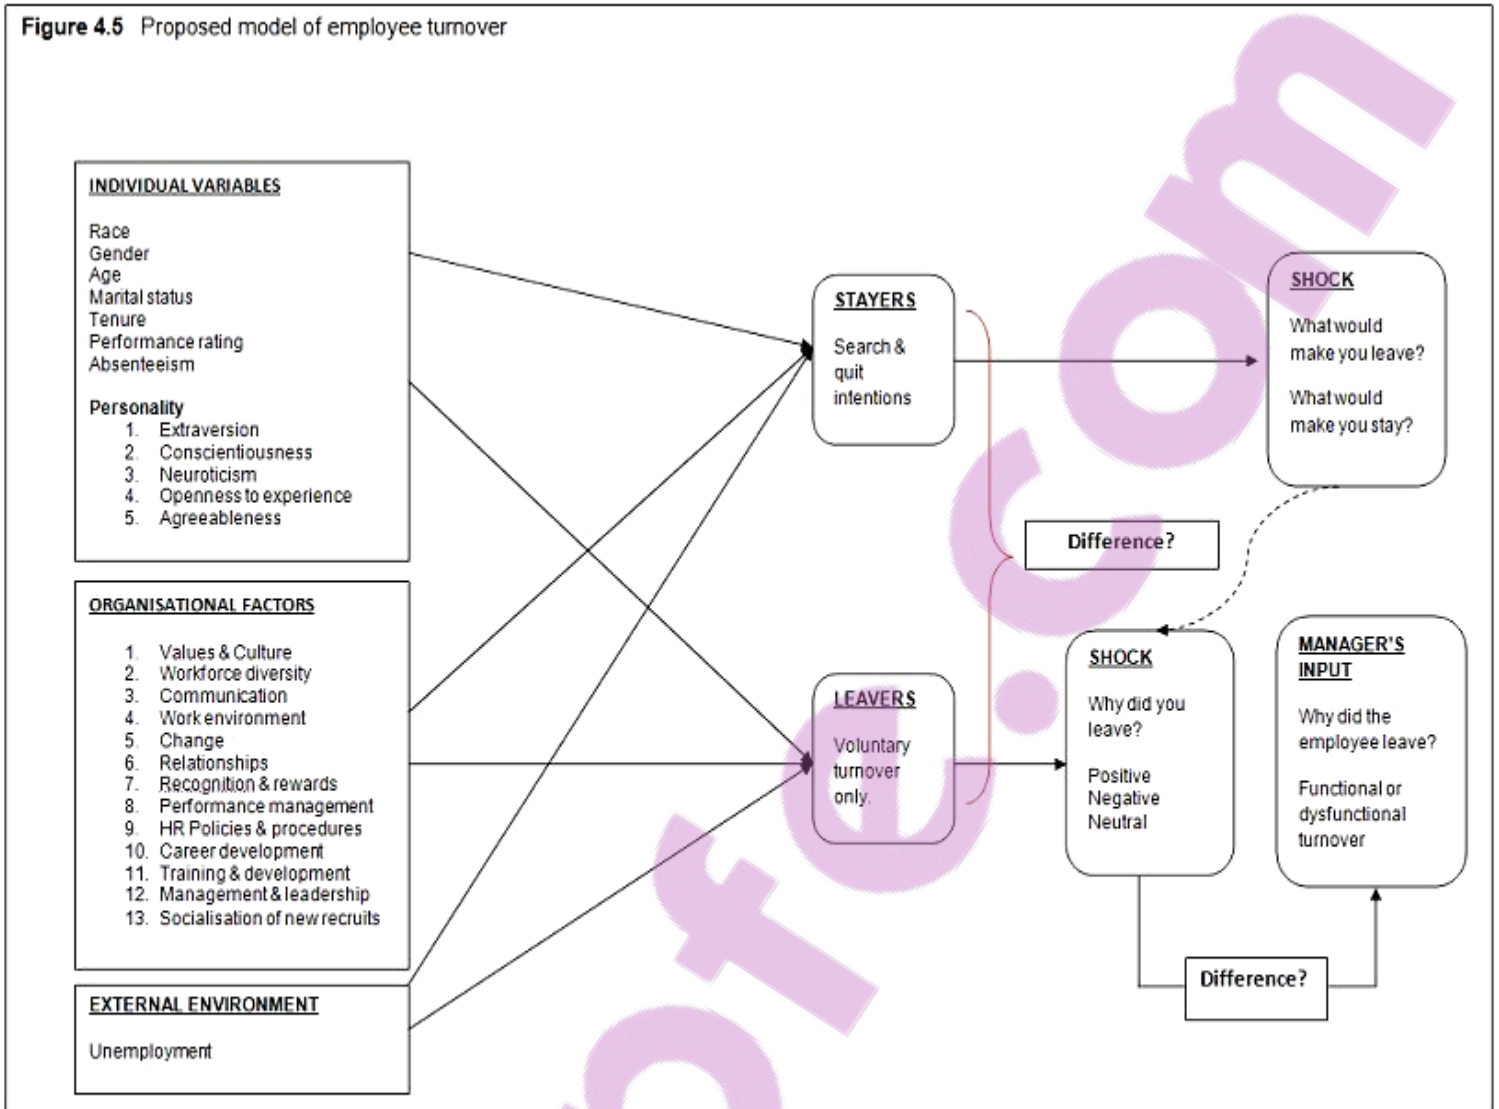 Figure 4.5 Proposed model of employee turnover
INDIVIDUAL VARIABLES
Race
Gender
Age
Marital status
Tenure
Performance rating
Absenteeism
Personality
1. Extraversion
2. Conscientiousness
3. Neuroticism
4. Openness to experience
5. Agreeableness
ORGANISATIONAL FACTORS
1. Values & Culture
2. Workforce diversity
3. Communication
4. Work environment
5. Change
6. Relationships
7. Recognition & rewards
8. Performance management
9. HR Policies & procedures
10. Career development
11. Training & development
12. Management & leadership
13. Socialisation of new recruits
EXTERNAL ENVIRONMENT
Unemployment
STAYERS
Search &
quit
intentions
LEAVERS
Voluntary
turnover
only.
Difference?
SHOCK
What would
make you leave?
What would
make you stay?
SHOCK
Why did you
leave?
Positive
Negative
Neutral
MANAGER'S
INPUT
Why did the
employee leave?
Functional or
dysfunctional
turnover
Difference?
ofe.com